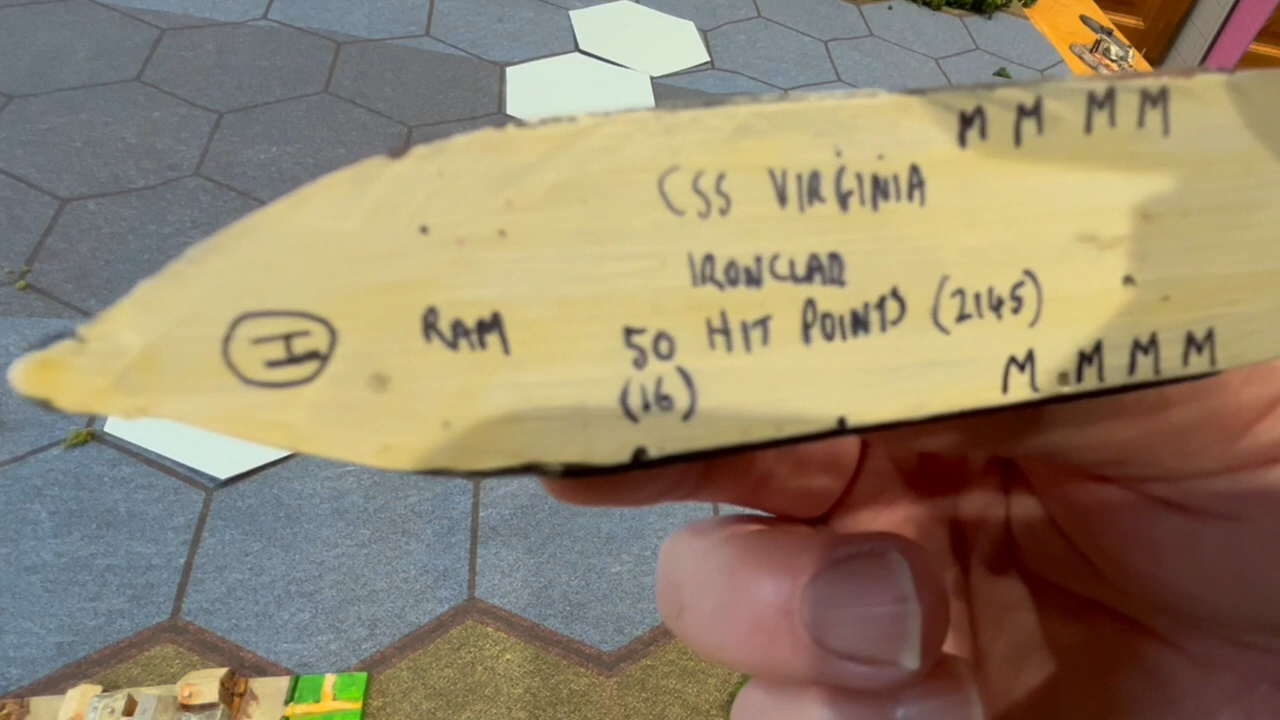 M M M M
CSS VIRGINIA
IRONCLAD
H RAM 50 HIT POINTS (2145)
(16)
M M M M